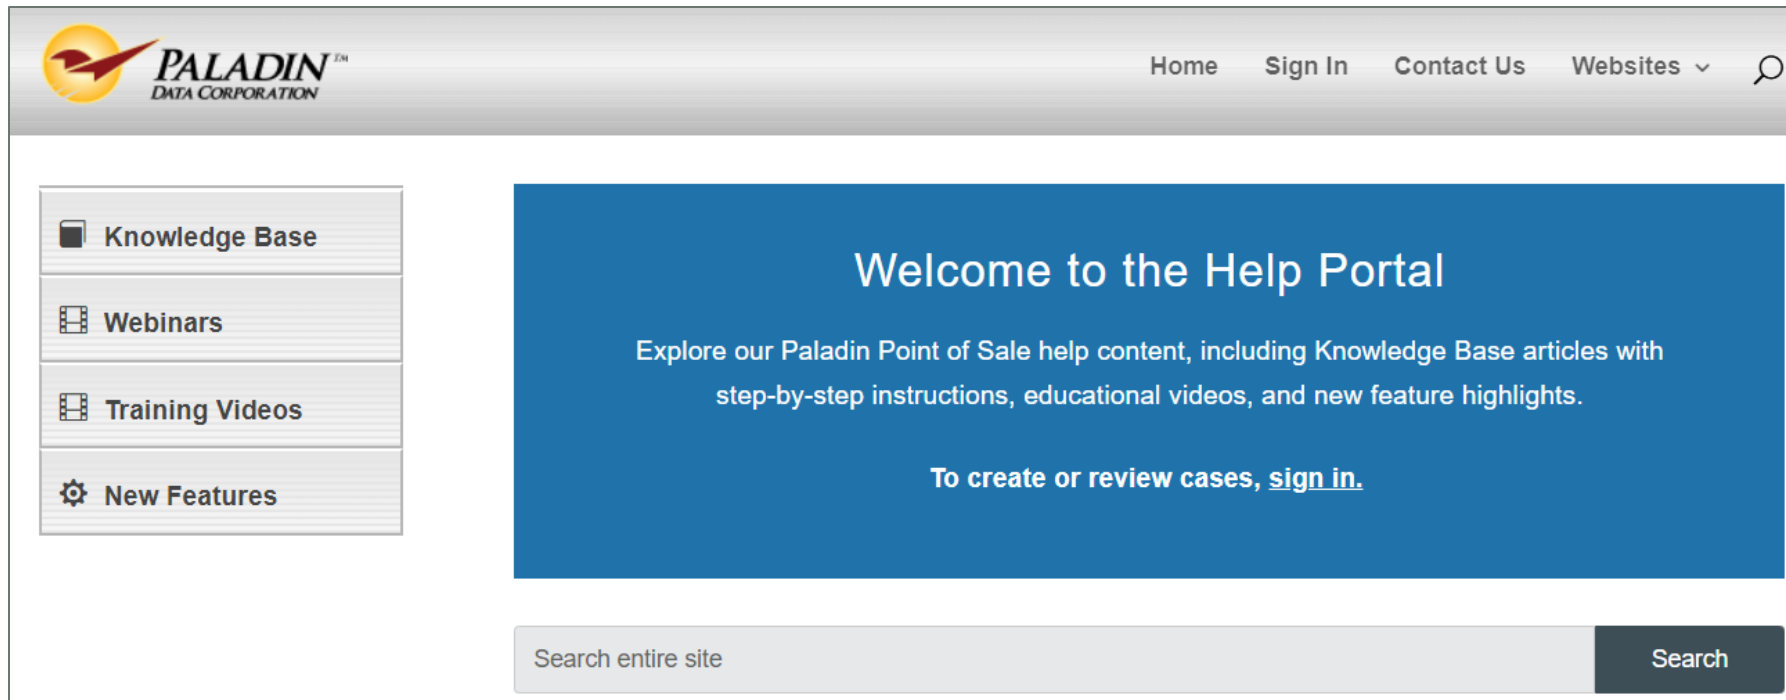 PALADIN™
DATA CORPORATION
Home Sign In Contact Us Websites
Knowledge Base
Webinars
Training Videos
New Features
Welcome to the Help Portal
Explore our Paladin Point of Sale help content, including Knowledge Base articles with
step-by-step instructions, educational videos, and new feature highlights.
To create or review cases, sign in.
Search entire site
Search